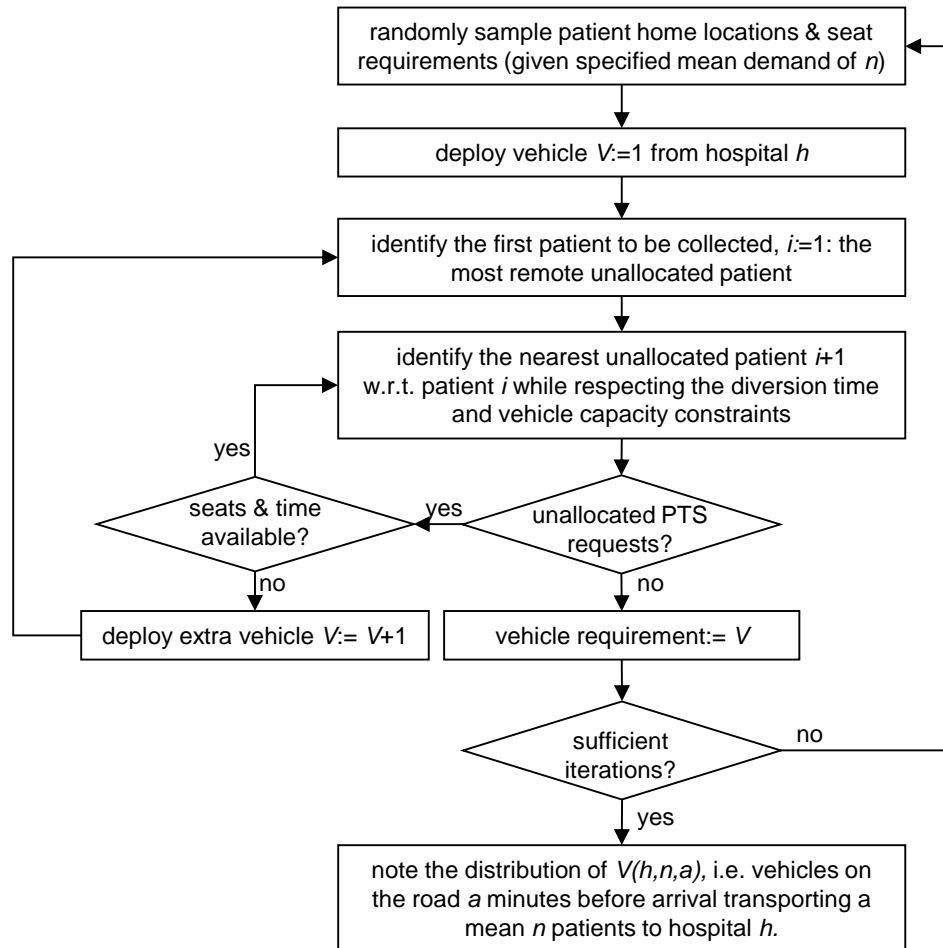 randomly sample patient home locations & seat
requirements (given specified mean demand of n)
deploy vehicle V:=1 from hospital h
identify the first patient to be collected, i:=1: the
most remote unallocated patient
identify the nearest unallocated patient i+1
w.r.t. patient i while respecting the diversion time
and vehicle capacity constraints
yes
seats & time
available?
yes
unallocated PTS
requests?
no
no
deploy extra vehicle V:= V+1
vehicle requirement:= V
sufficient
iterations?
no
yes
note the distribution of V(h,n,a), i.e. vehicles on
the road a minutes before arrival transporting a
mean n patients to hospital h.